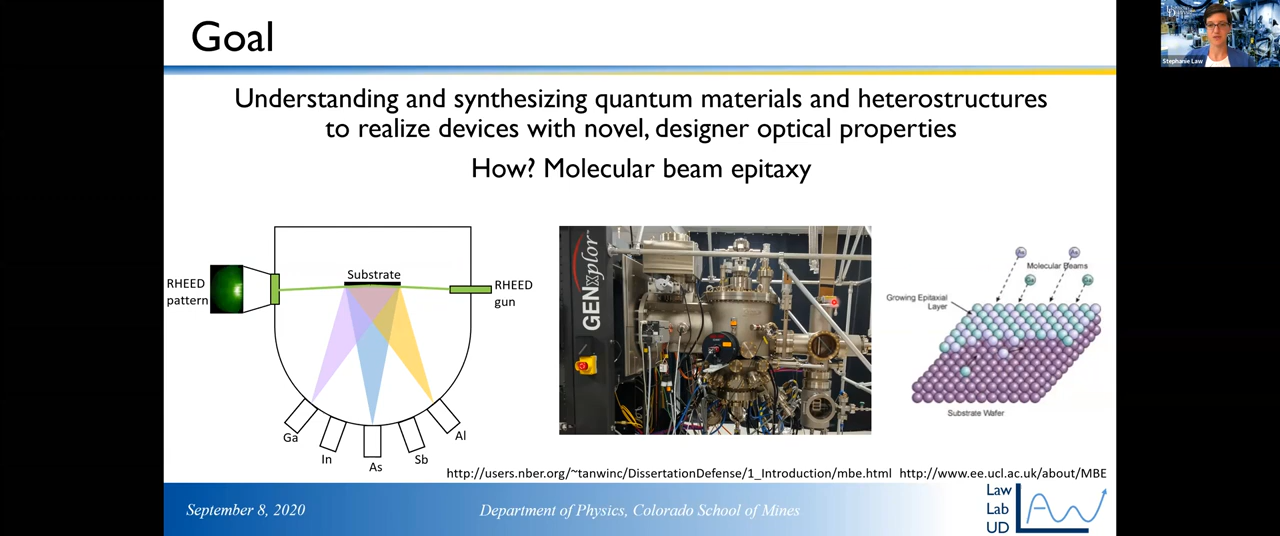 Goal
Understanding and synthesizing quantum materials and heterostructures
to realize devices with novel, designer optical properties
How? Molecular beam epitaxy
RHEED
pattern
Substrate
RHEED
gun
Ga
In
As
Sb
Al
GENxplor
Molecular Beams
Growing Epitaxial
Layer
Substrate Wafer
http://users.nber.org/~tanwinc/DissertationDefense/1_Introduction/mbe.html http://www.ee.ucl.ac.uk/about/MBE
September 8, 2020
Department of Physics, Colorado School of Mines
Law
Lab
UD
Stephanie Law